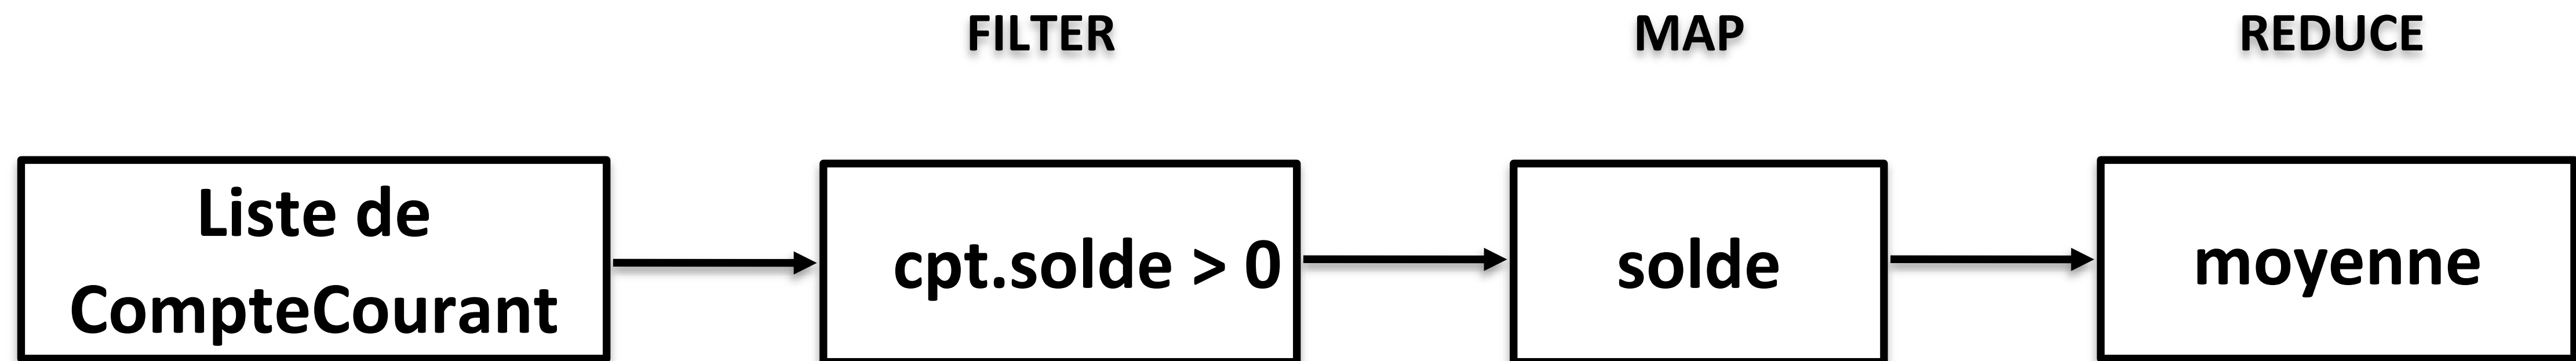 FILTER
MAP
REDUCE
Liste de
CompteCourant
cpt.solde > 0
solde
moyenne